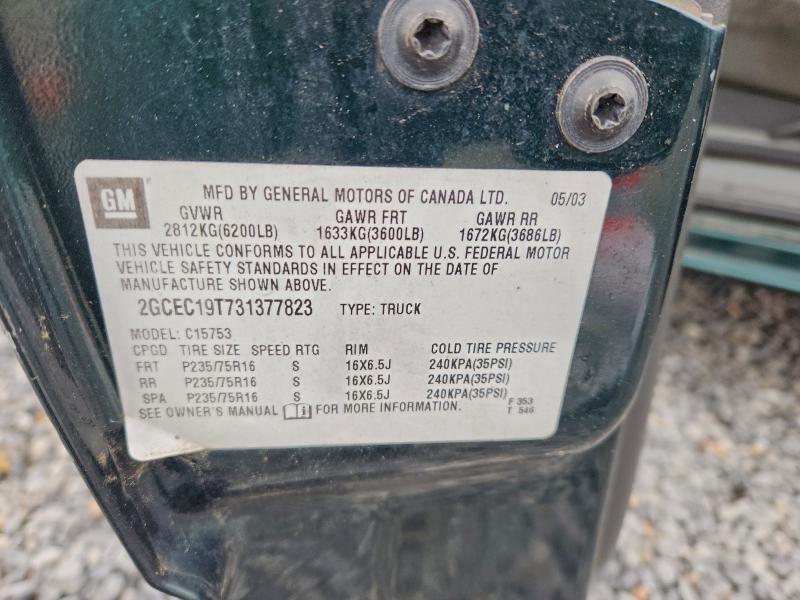 GM
MFD BY GENERAL MOTORS OF CANADA LTD. 05/03
GVWR GAWR FRT GAWR RR
2812KG(6200LB) 1633KG(3600LB) 1672KG(3686LB)
THIS VEHICLE CONFORMS TO ALL APPLICABLE U.S. FEDERAL MOTOR
VEHICLE SAFETY STANDARDS IN EFFECT ON THE DATE OF
MANUFACTURE SHOWN ABOVE.
2GCEC19T731377823 TYPE: TRUCK
MODEL: C15753
CPGD TIRE SIZE SPEED RTG RIM COLD TIRE PRESSURE
FRT P235/75R16 S 16X6.5J 240KPA(35PSI)
RR P235/75R16 S 16X6.5J 240KPA(35PSI)
SPA P235/75R16 S 16X6.5J 240KPA(35PSI)
SEE OWNER'S MANUAL FOR MORE INFORMATION. F 353
T 546